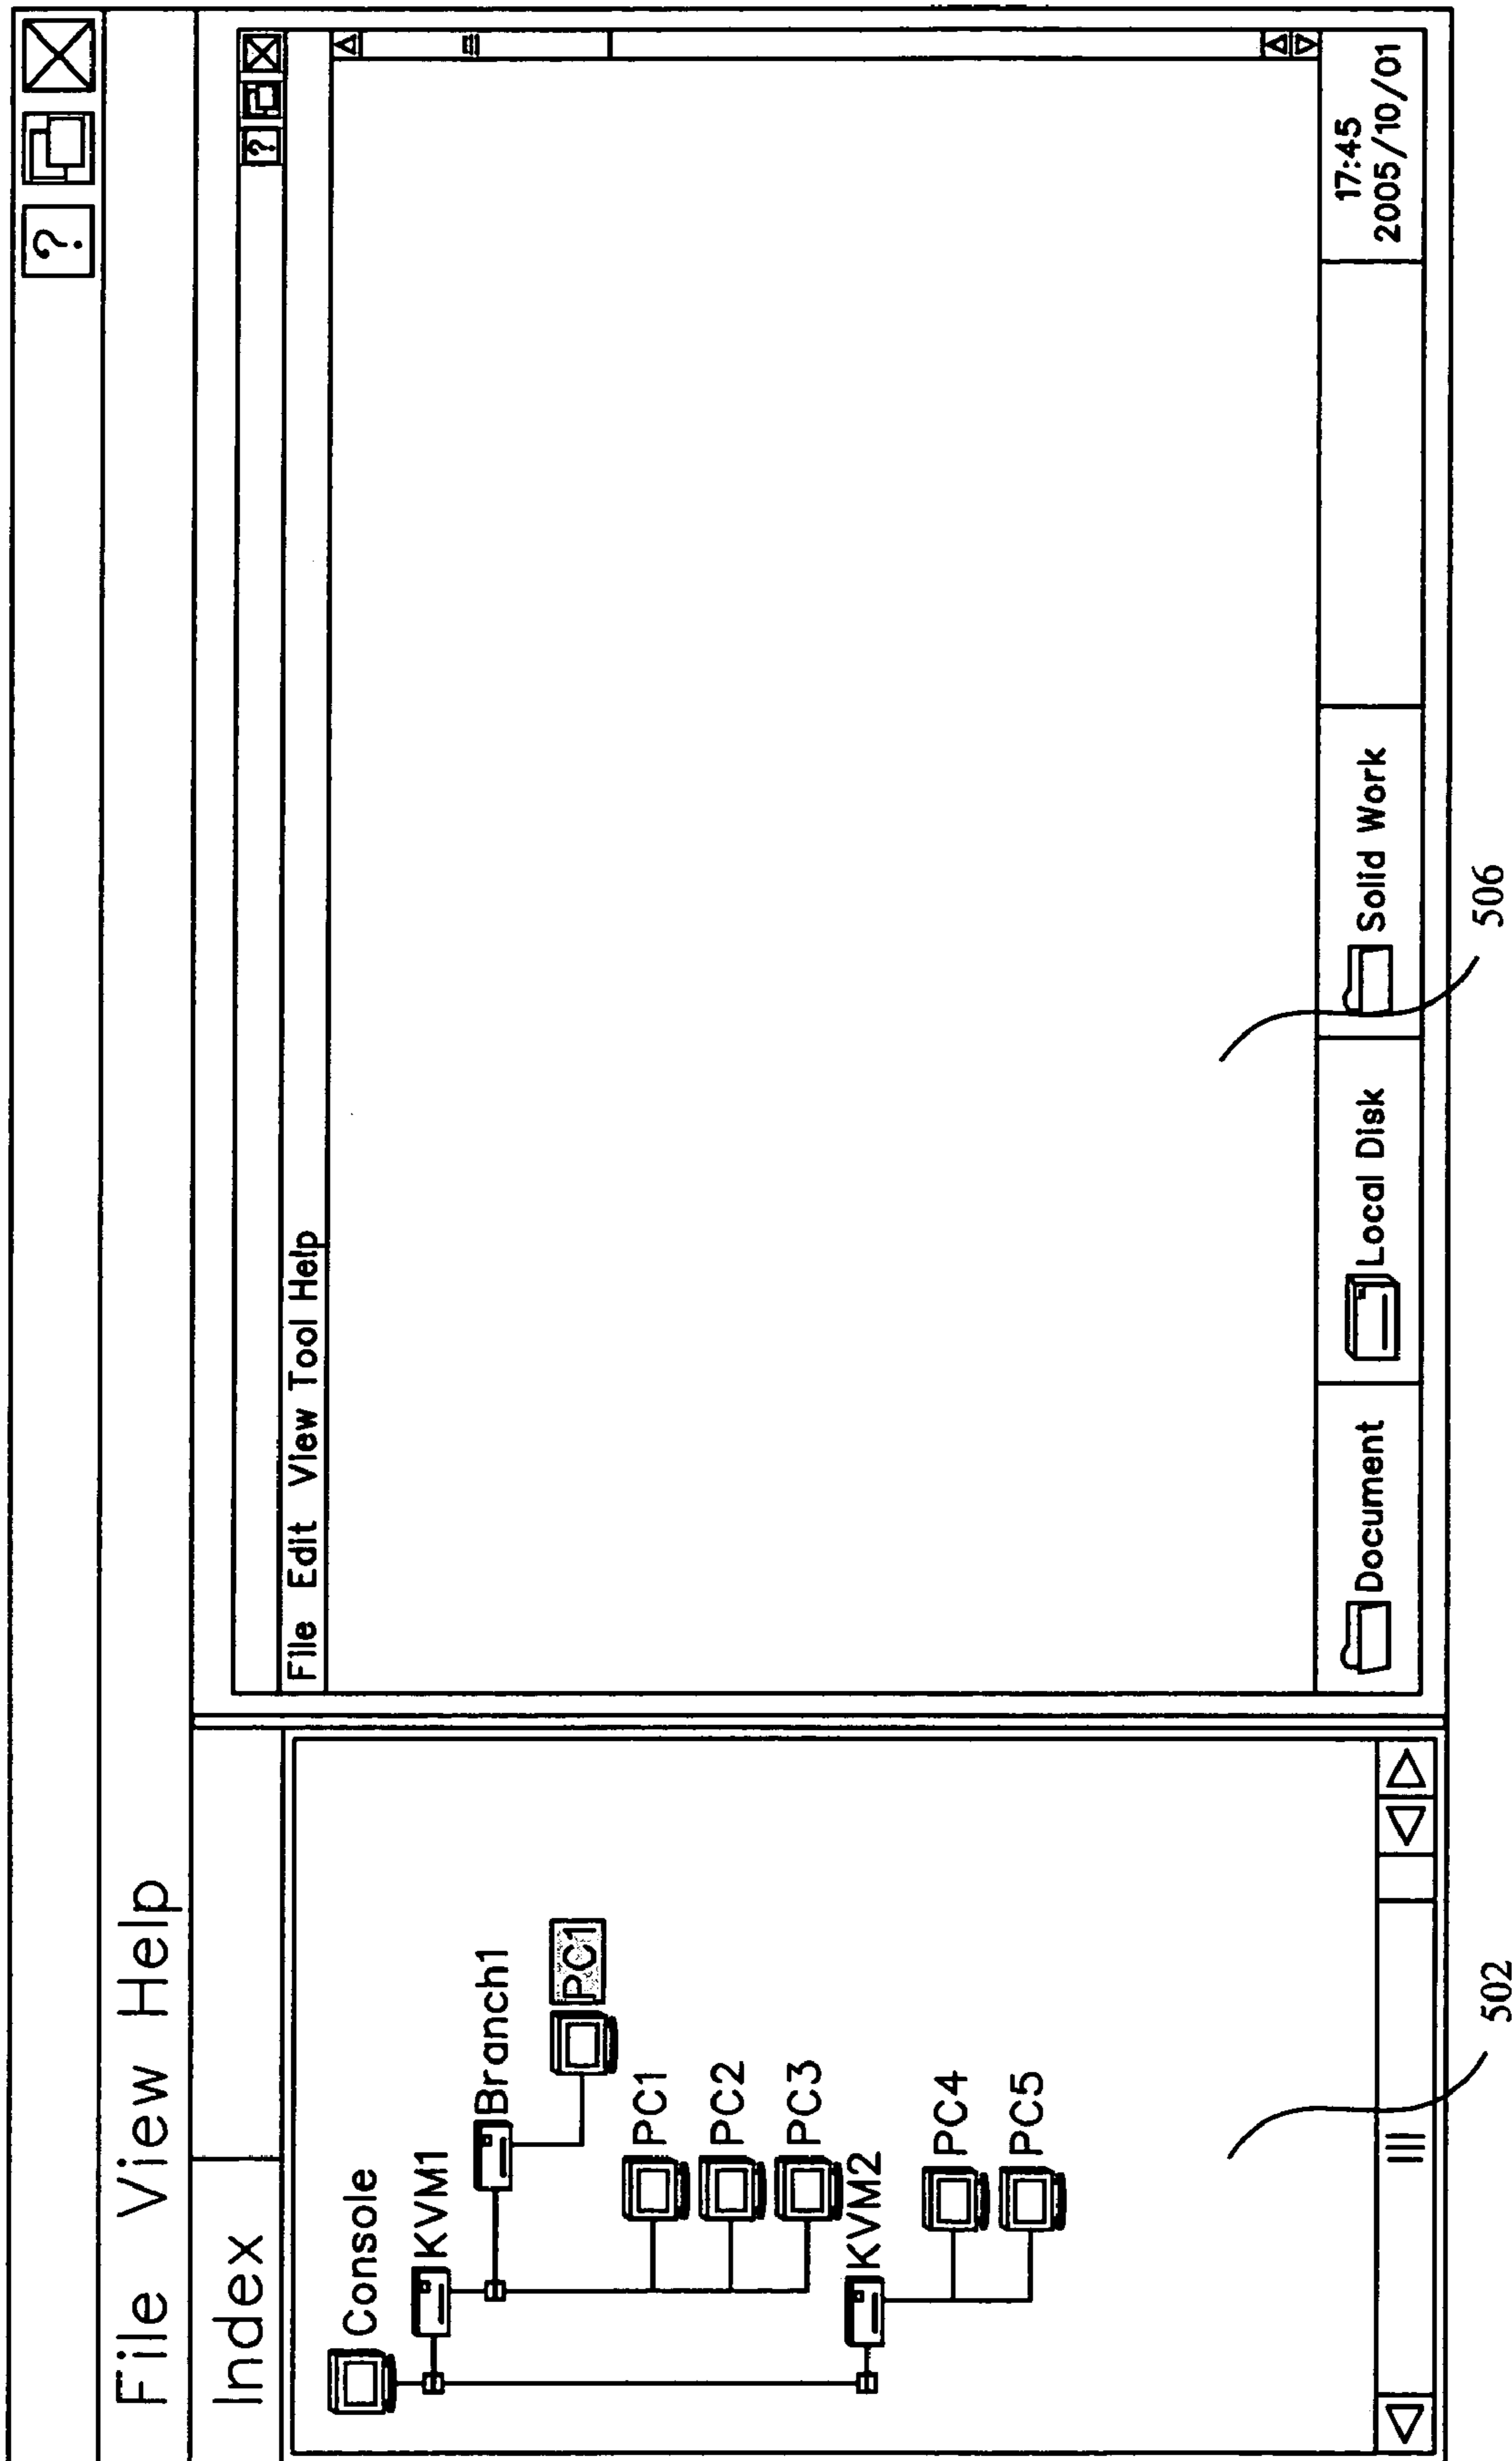 ?
File View Help
Index
Console
KVM1
Branch1
PC1
PC1
PC2
PC3
KVM2
PC4
PC5
502
?
File Edit View Tool Help
Document
Local Disk
Solid Work
17:45
2005/10/01
506